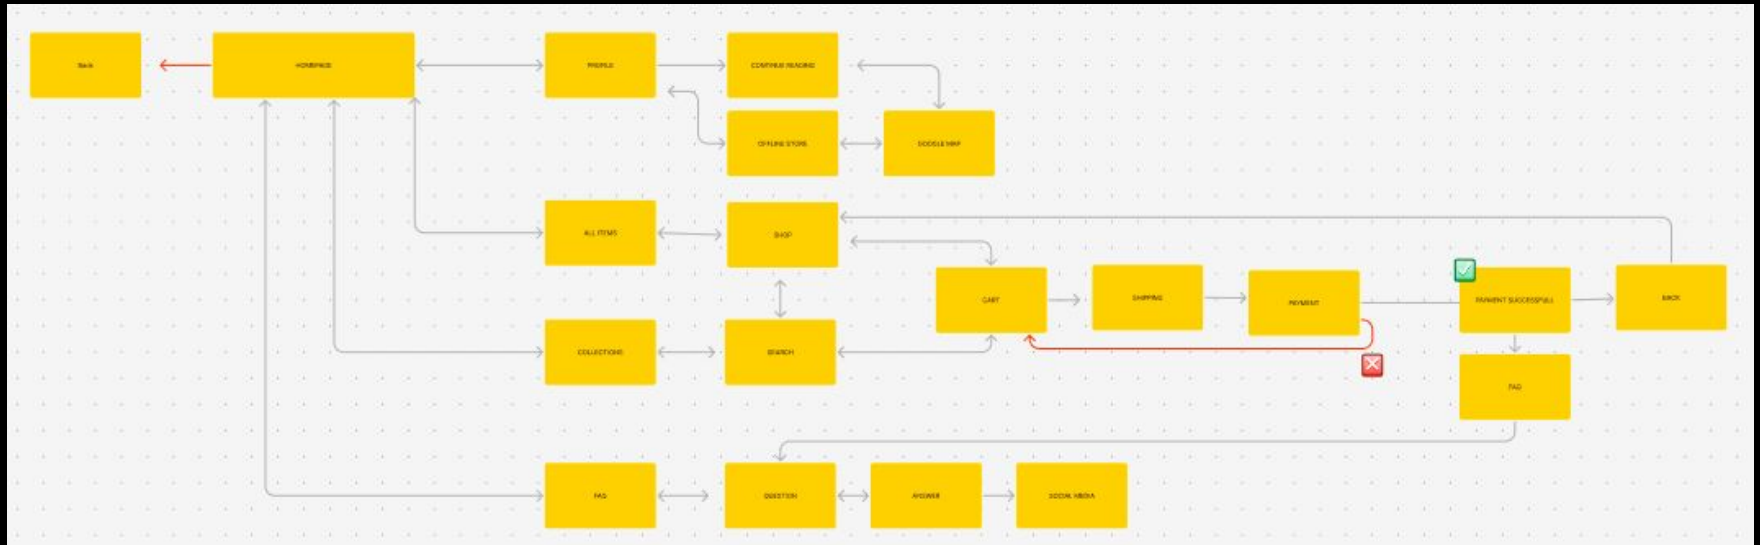 Back
HOMEPAGE
PROFILE
CONTINUE READING
OFFLINE STORE
GOOGLE MAP
ALL ITEMS
SHOP
CART
SHIPPING
PAYMENT
PAYMENT SUCCESSFULL
BACK
COLLECTIONS
SEARCH
FAQ
FAQ
QUESTION
ANSWER
SOCIAL MEDIA